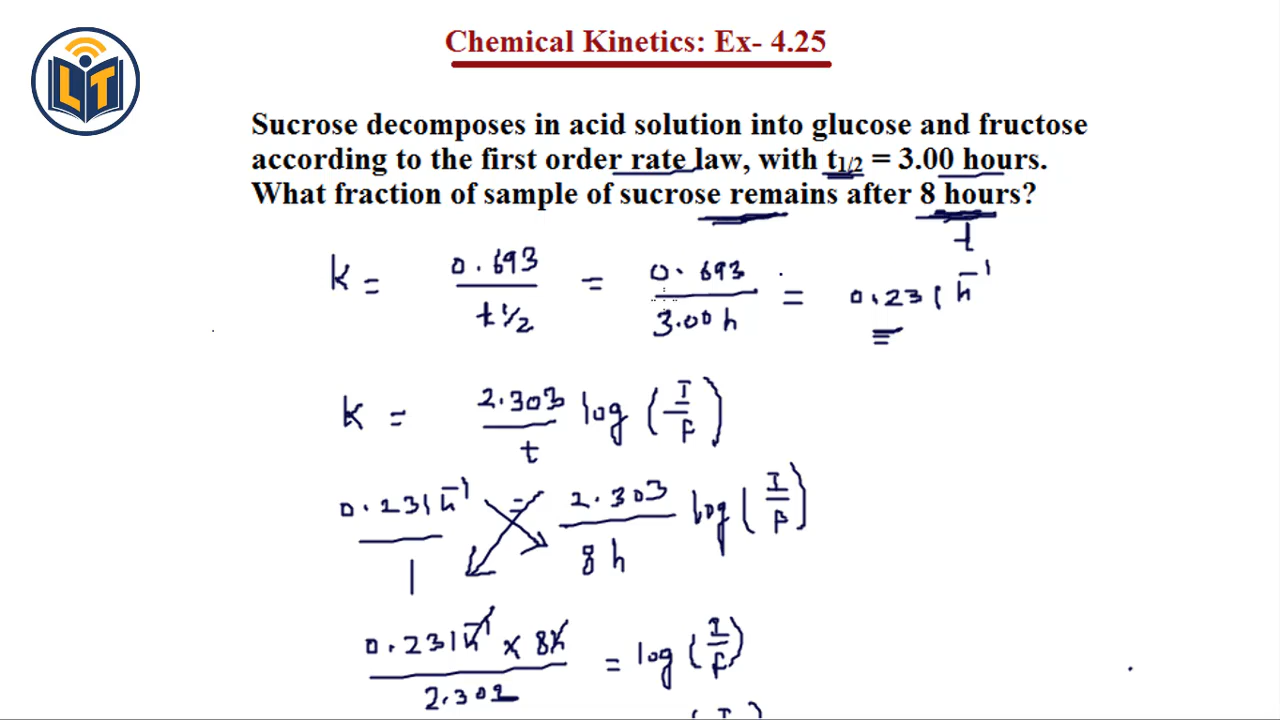 LT
Chemical Kinetics: Ex- 4.25
Sucrose decomposes in acid solution into glucose and fructose
according to the first order rate law, with t1/2 = 3.00 hours.
What fraction of sample of sucrose remains after 8 hours?
t
K = 0.693 / t 1/2 = 0.693 / 3.00 h = 0.231 h⁻¹
K = 2.303 / t log (I/F)
0.231 h⁻¹ / 1 = 2.303 / 8 h log (I/F)
0.231 h⁻¹ x 8h / 2.303 = log (I/F)